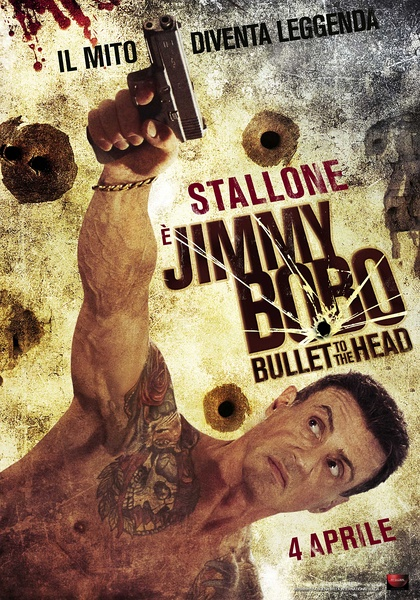 IL MITO DIVENTA LEGGENDA
STALLONE
È JIMMY
BOBO
BULLET TO THE HEAD
4 APRILE